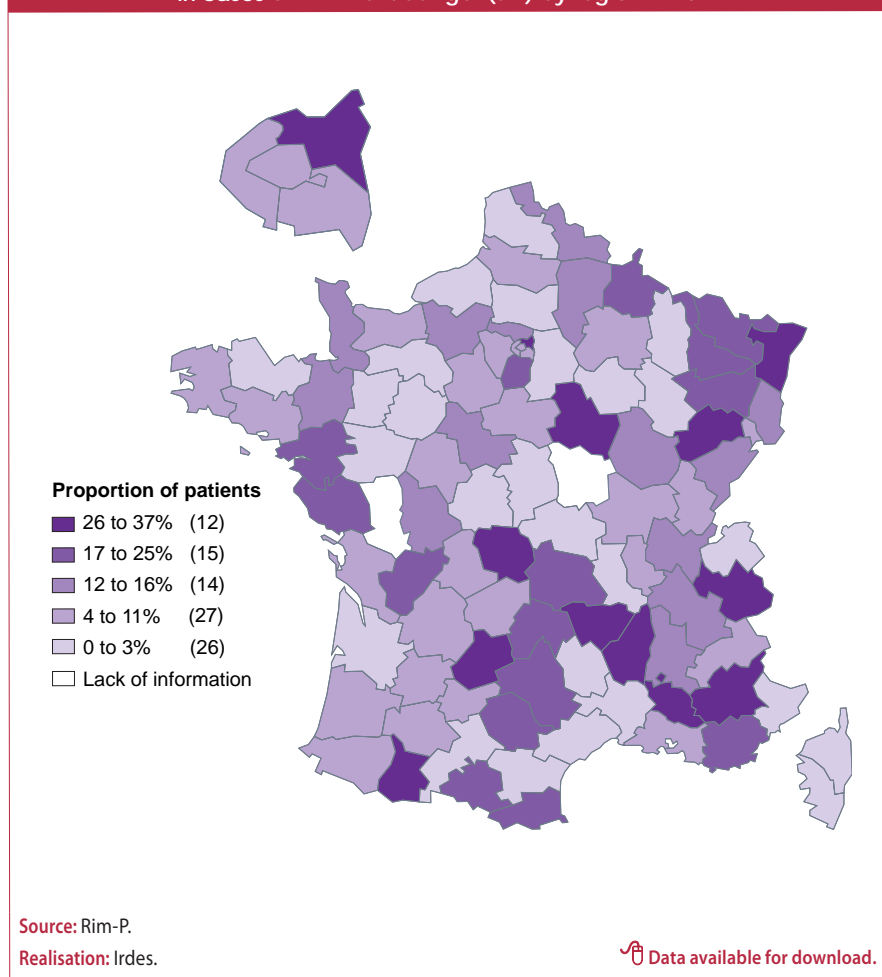 Proportion of patients
26 to 37% (12)
17 to 25% (15)
12 to 16% (14)
4 to 11% (27)
0 to 3% (26)
Lack of information
Source: Rim-P.
Realisation: Irdes.
Data available for download.